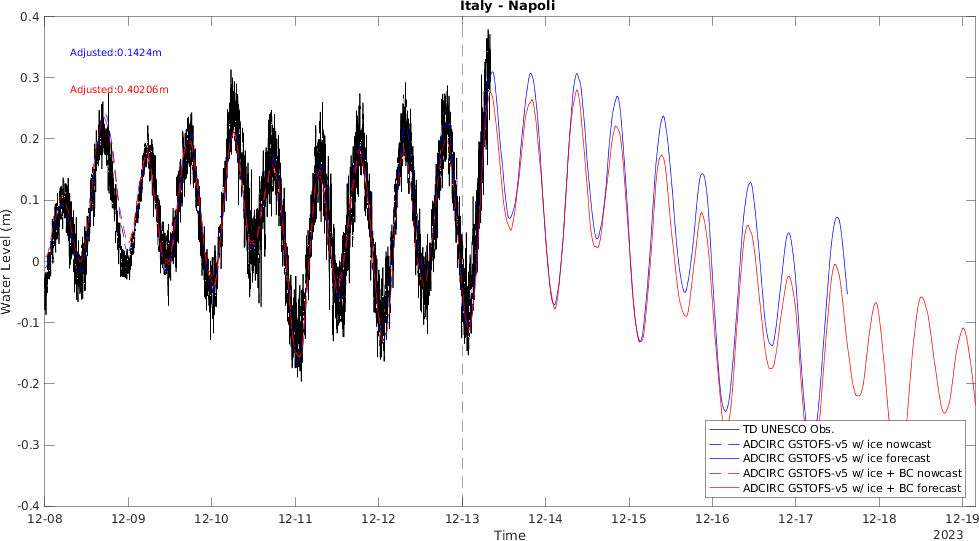 Italy - Napoli
Adjusted:0.1424m
Adjusted:0.40206m
Water Level (m)
0.4
0.3
0.2
0.1
0
-0.1
-0.2
-0.3
-0.4
TD UNESCO Obs.
ADCIRC GSTOFS-v5 w/ ice nowcast
ADCIRC GSTOFS-v5 w/ ice forecast
ADCIRC GSTOFS-v5 w/ ice + BC nowcast
ADCIRC GSTOFS-v5 w/ ice + BC forecast
12-08 12-09 12-10 12-11 12-12 12-13 12-14 12-15 12-16 12-17 12-18 12-19
Time
2023